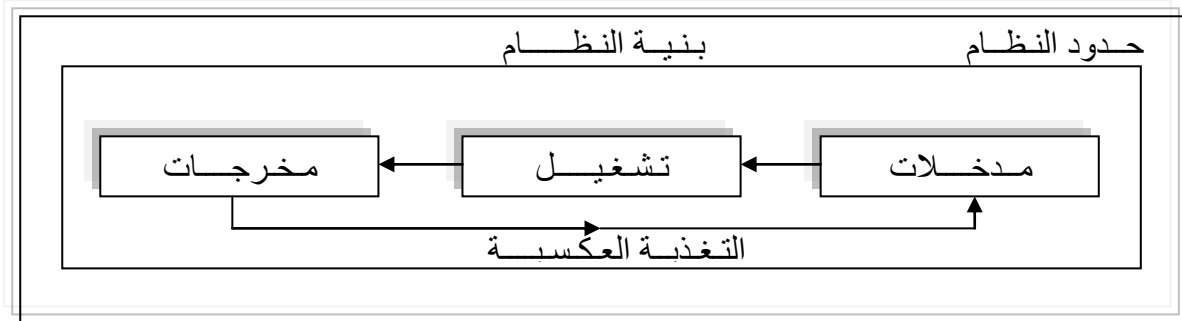 حدود النظام
بنية النظام
مدخلات
تشغيل
مخرجات
التغذية العكسية